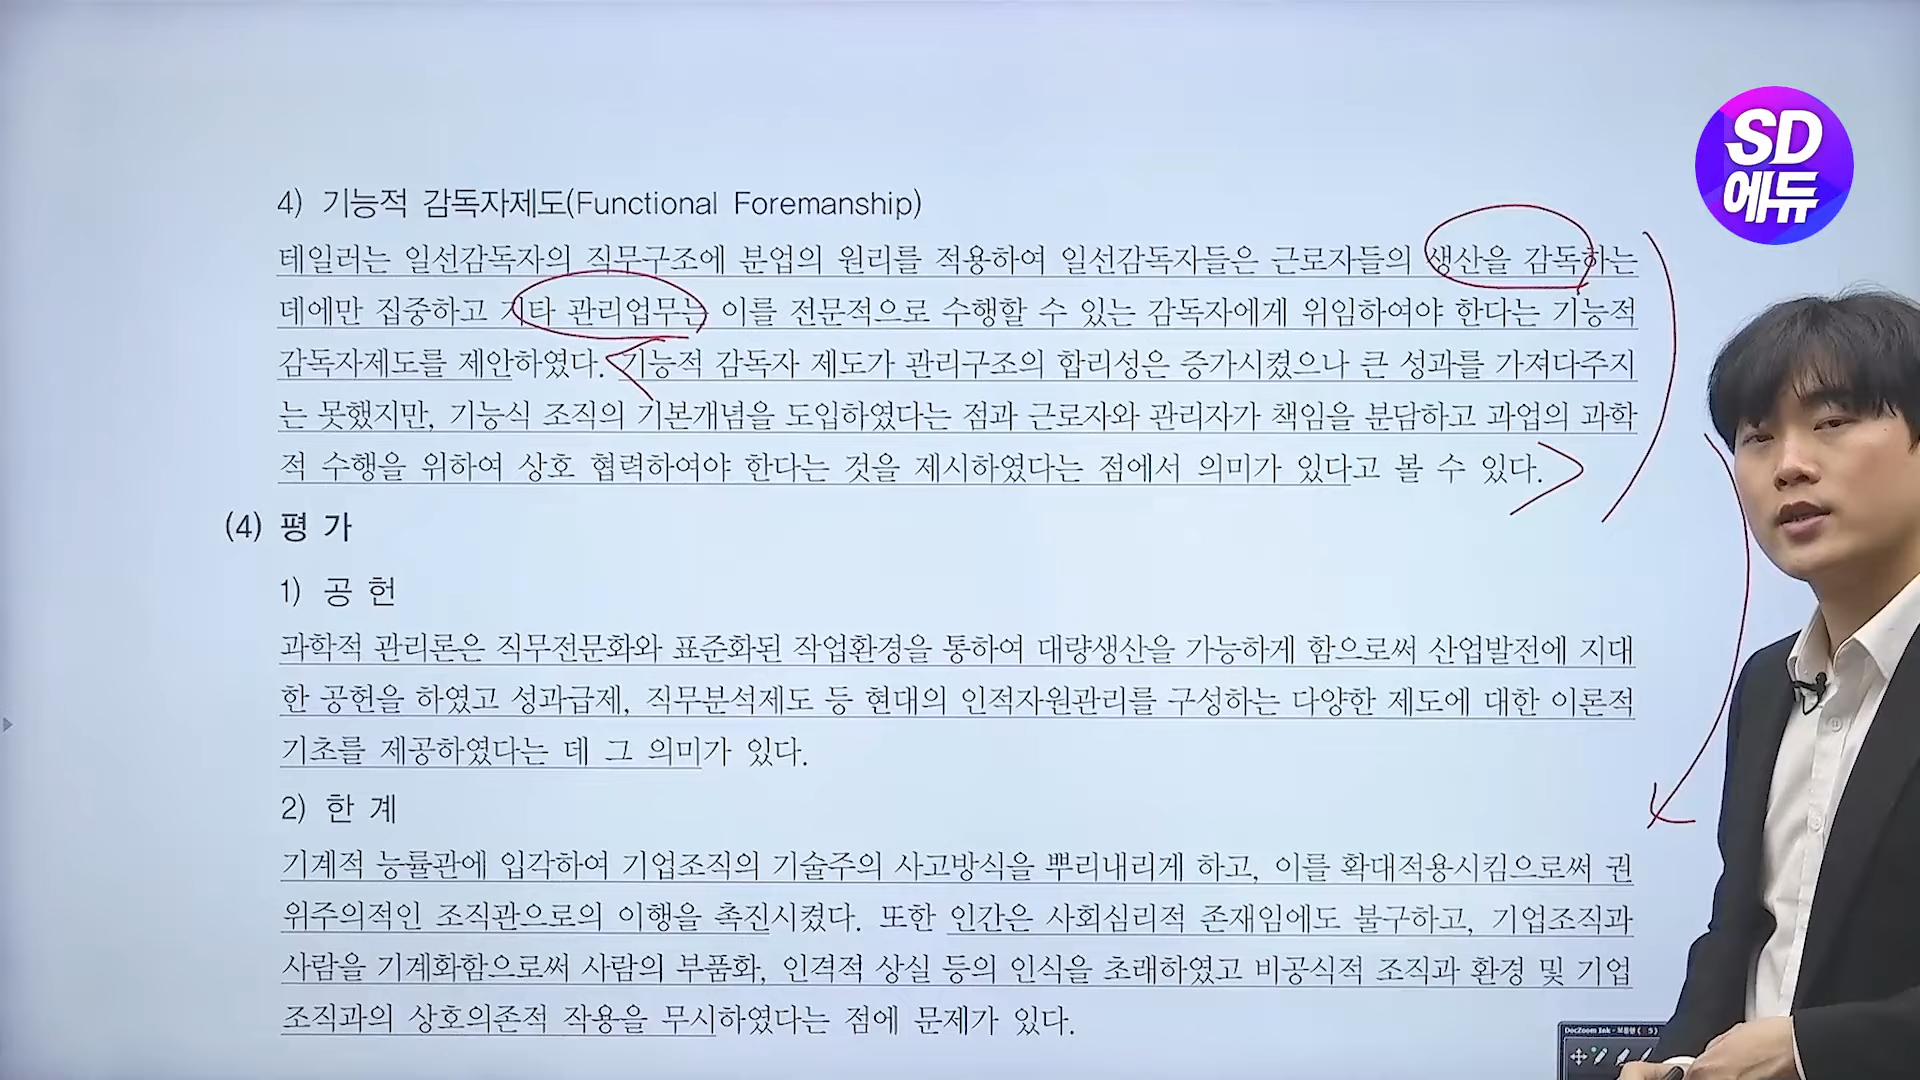 SD
에듀
4) 기능적 감독자제도(Functional Foremanship)
테일러는 일선감독자의 직무구조에 분업의 원리를 적용하여 일선감독자들은 근로자들의 생산을 감독하는
데에만 집중하고 기타 관리업무는 이를 전문적으로 수행할 수 있는 감독자에게 위임하여야 한다는 기능적
감독자제도를 제안하였다. 기능적 감독자 제도가 관리구조의 합리성은 증가시켰으나 큰 성과를 가져다주지
는 못했지만, 기능식 조직의 기본개념을 도입하였다는 점과 근로자와 관리자가 책임을 분담하고 과업의 과학
적 수행을 위하여 상호 협력하여야 한다는 것을 제시하였다는 점에서 의미가 있다고 볼 수 있다.
(4) 평 가
1) 공 헌
과학적 관리론은 직무전문화와 표준화된 작업환경을 통하여 대량생산을 가능하게 함으로써 산업발전에 지대
한 공헌을 하였고 성과급제, 직무분석제도 등 현대의 인적자원관리를 구성하는 다양한 제도에 대한 이론적
기초를 제공하였다는 데 그 의미가 있다.
2) 한 계
기계적 능률관에 입각하여 기업조직의 기술주의 사고방식을 뿌리내리게 하고, 이를 확대적용시킴으로써 권
위주의적인 조직관으로의 이행을 촉진시켰다. 또한 인간은 사회심리적 존재임에도 불구하고, 기업조직과
사람을 기계화함으로써 사람의 부품화, 인격적 상실 등의 인식을 초래하였고 비공식적 조직과 환경 및 기업
조직과의 상호의존적 작용을 무시하였다는 점에 문제가 있다.
DocZoom Ink - 보통펜 ( 5 )